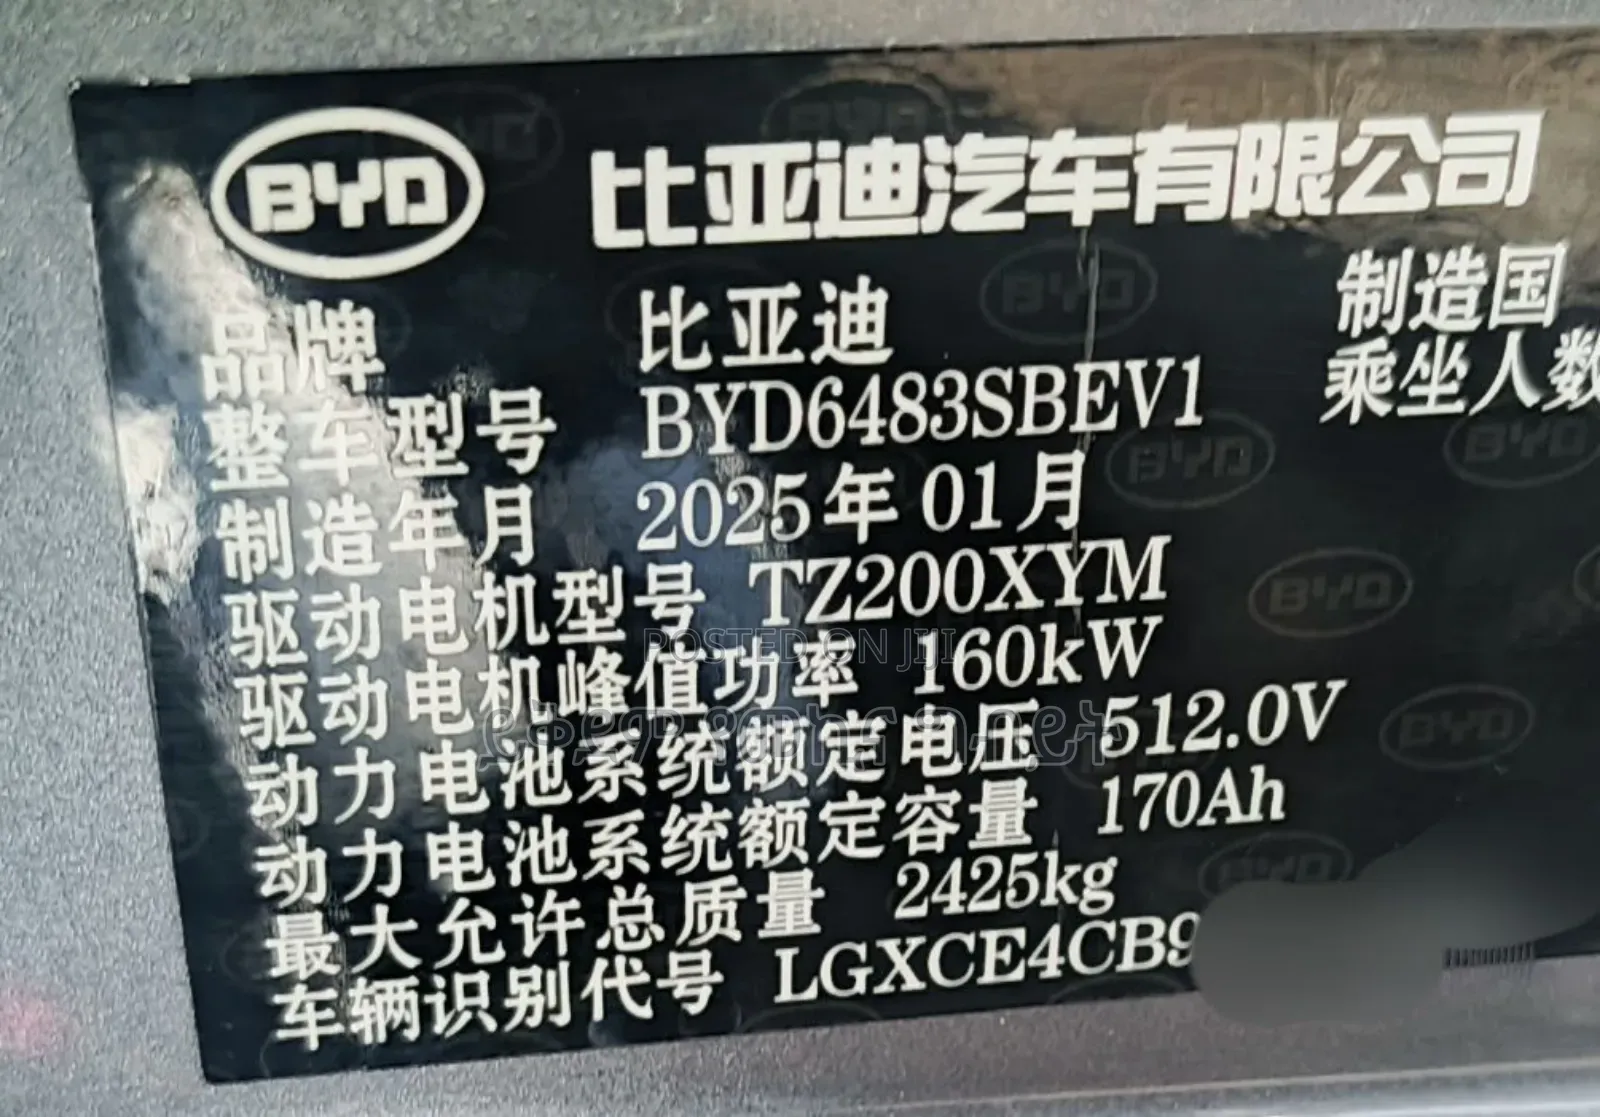 BYD 比亚迪汽车有限公司
品牌 比亚迪 制造国
整车型号 BYD6483SBEV1 乘坐人数
制造年月 2025年01月
驱动电机型号 TZ200XYM
驱动电机峰值功率 160kW
POSTED ON JIJI
动力电池系统额定电压 512.0V
动力电池系统额定容量 170Ah
最大允许总质量 2425kg
车辆识别代号 LGXCE4CB9